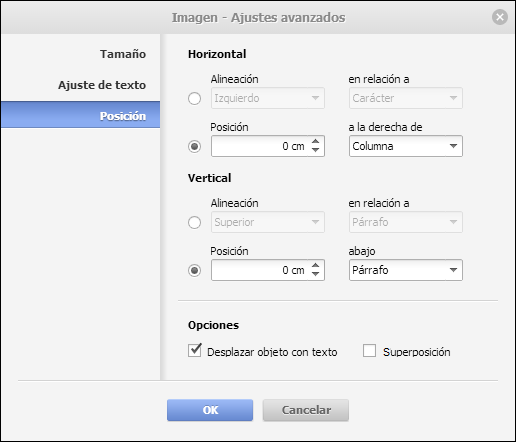 Imagen - Ajustes avanzados
Tamaño
Ajuste de texto
Posición
Horizontal
Alineación en relación a
Izquierdo Carácter
Posición a la derecha de
0 cm Columna
Vertical
Alineación en relación a
Superior Párrafo
Posición abajo
0 cm Párrafo
Opciones
Desplazar objeto con texto Superposición
OK Cancelar